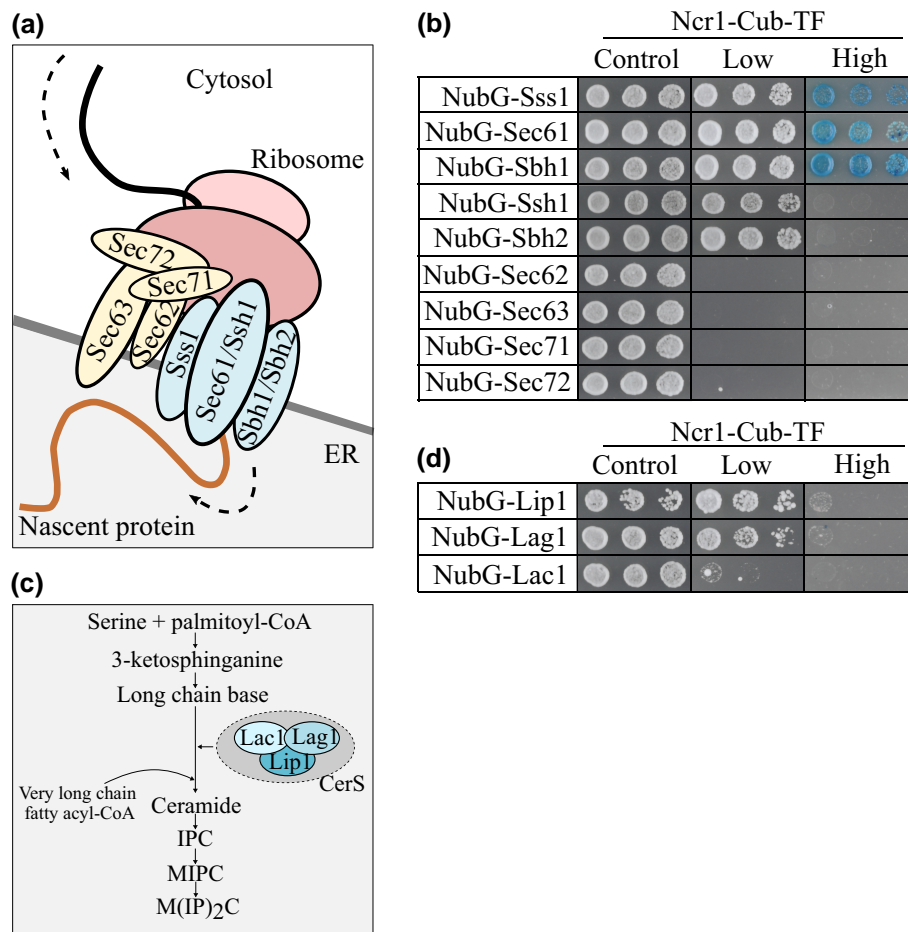 (a)
Cytosol
Ribosome
Sec72
Sec71
Sec63
Sec62
Sss1
Sec61/Ssh1
Sbh1/Sbh2
ER
Nascent protein
(b)
Ncr1-Cub-TF
Control Low High
NubG-Sss1
NubG-Sec61
NubG-Sbh1
NubG-Ssh1
NubG-Sbh2
NubG-Sec62
NubG-Sec63
NubG-Sec71
NubG-Sec72
(c)
Serine + palmitoyl-CoA
3-ketosphinganine
Long chain base
Lac1 Lag1
Lip1
CerS
Very long chain
fatty acyl-CoA
Ceramide
IPC
MIPC
M(IP)2C
(d)
Ncr1-Cub-TF
Control Low High
NubG-Lip1
NubG-Lag1
NubG-Lac1